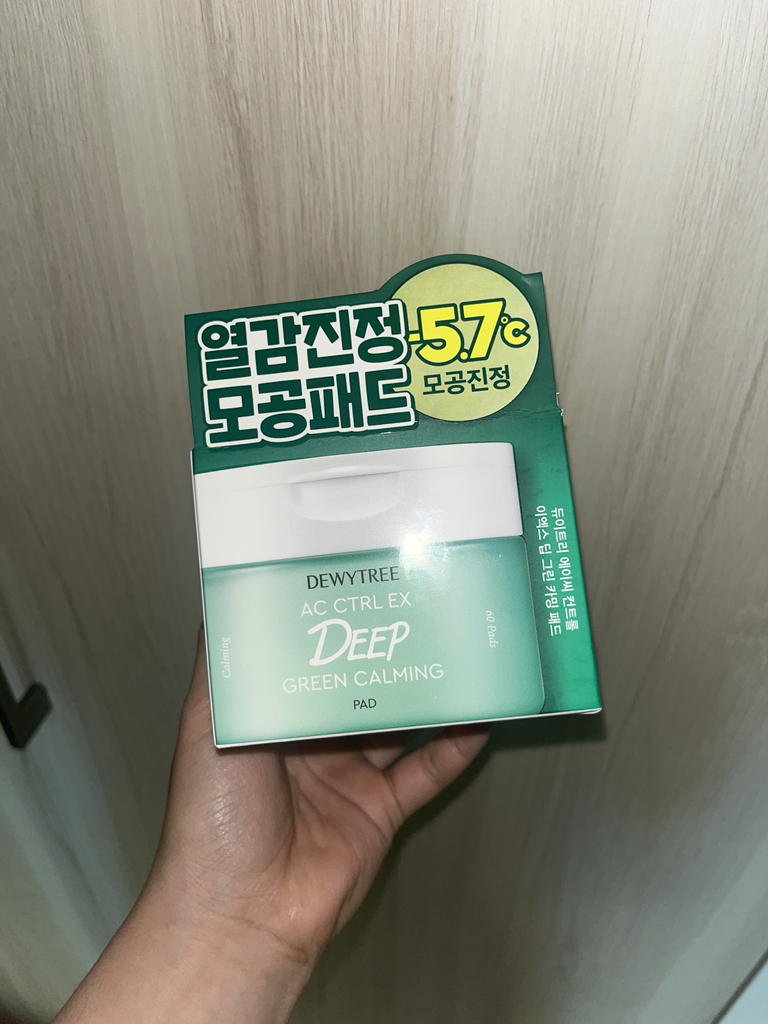 열감진정
모공패드
-5.7℃
모공진정
DEWYTREE
AC CTRL EX
DEEP
GREEN CALMING
PAD
Calming
60 Pads
듀이트리 에이씨 컨트롤
이엑스 딥 그린 카밍 패드